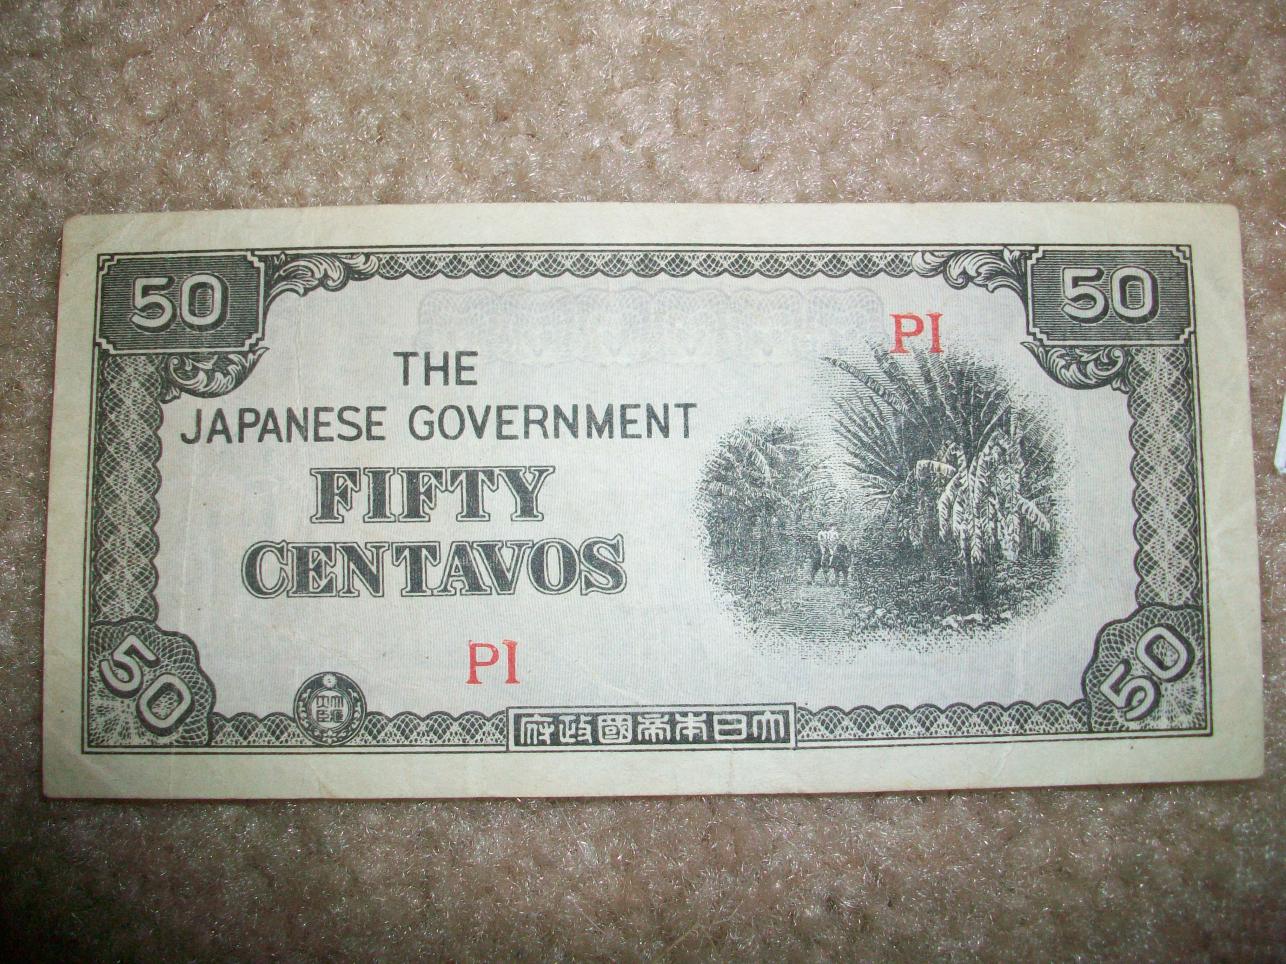 50
50
PI
THE
JAPANESE GOVERNMENT
FIFTY
CENTAVOS
PI
50
50
府政國帝本日大